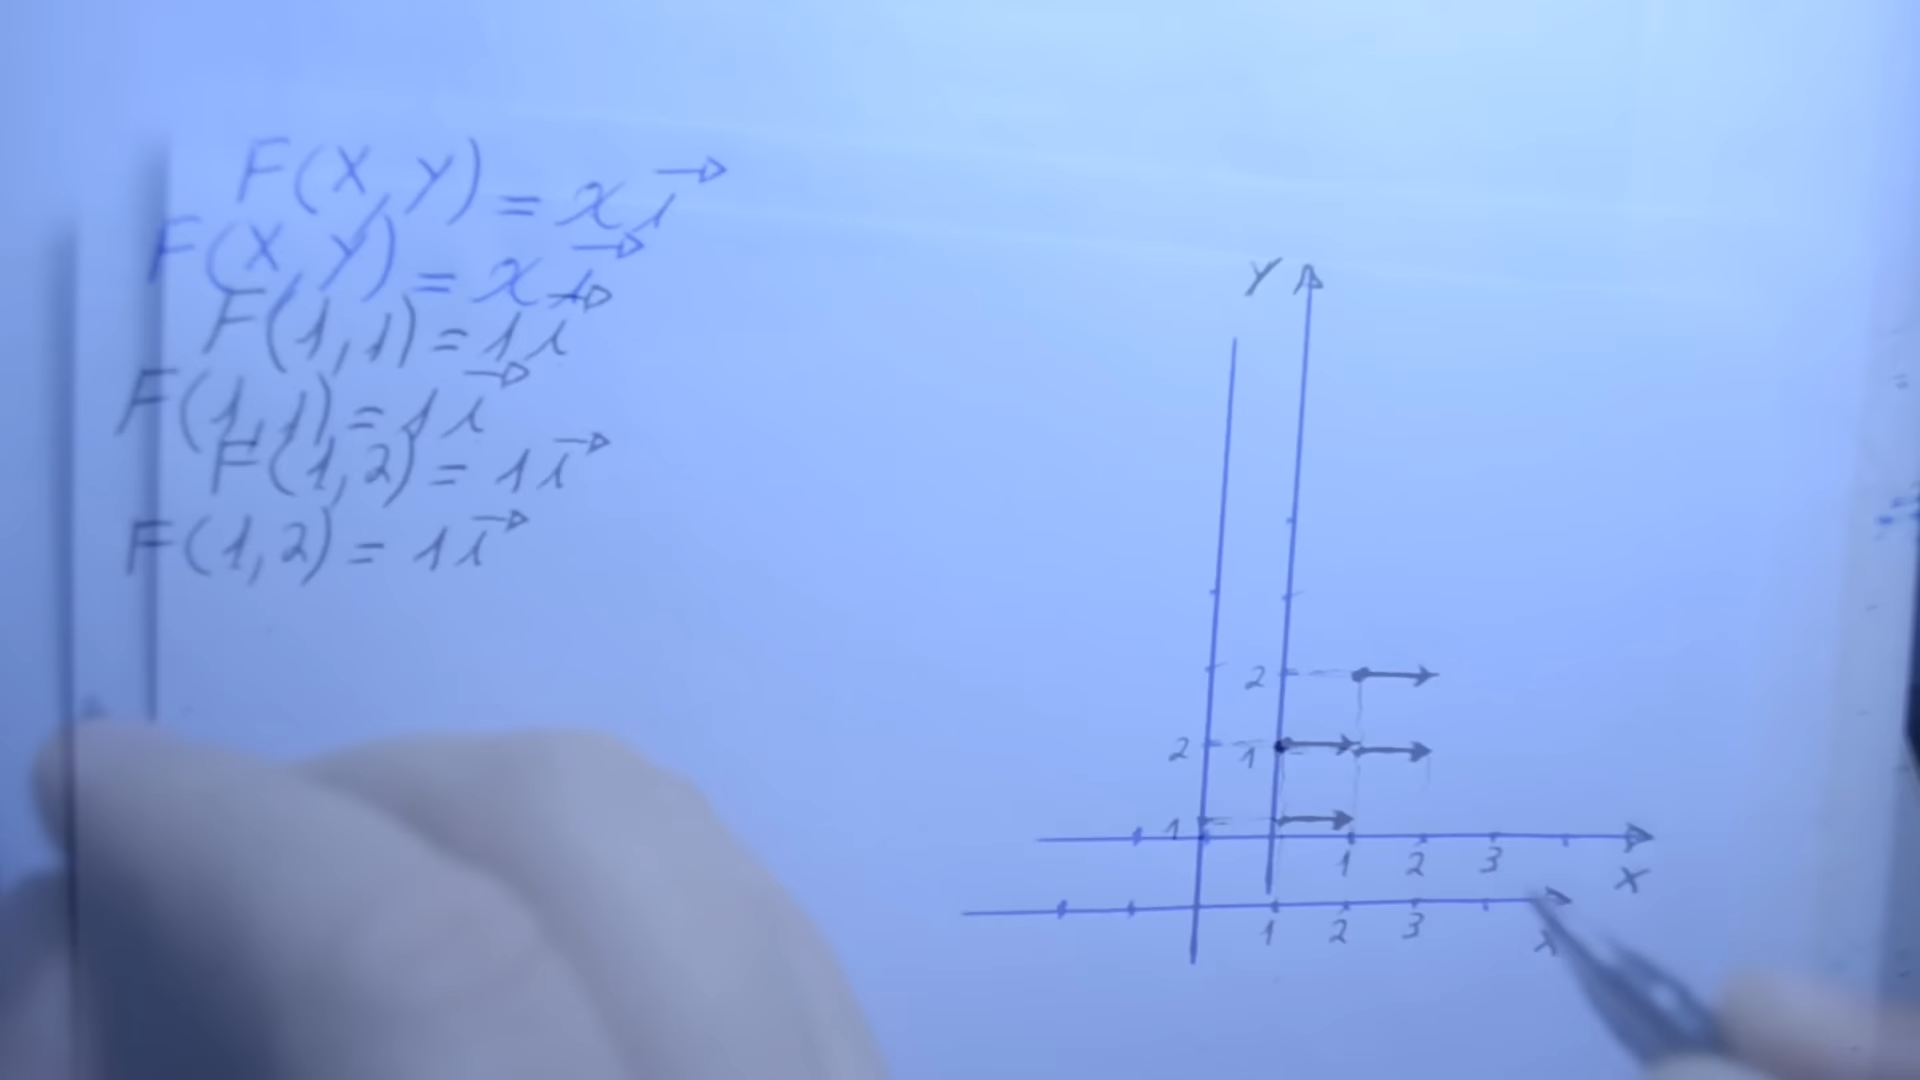 F(X,Y) = x i
F(X,Y) = x i
F(1,1) = 1 i
F(1,1) = 1 i
F(1,2) = 1 i
F(1,2) = 1 i
Y
2
2 1
1
1 2 3
X
1 2 3
X